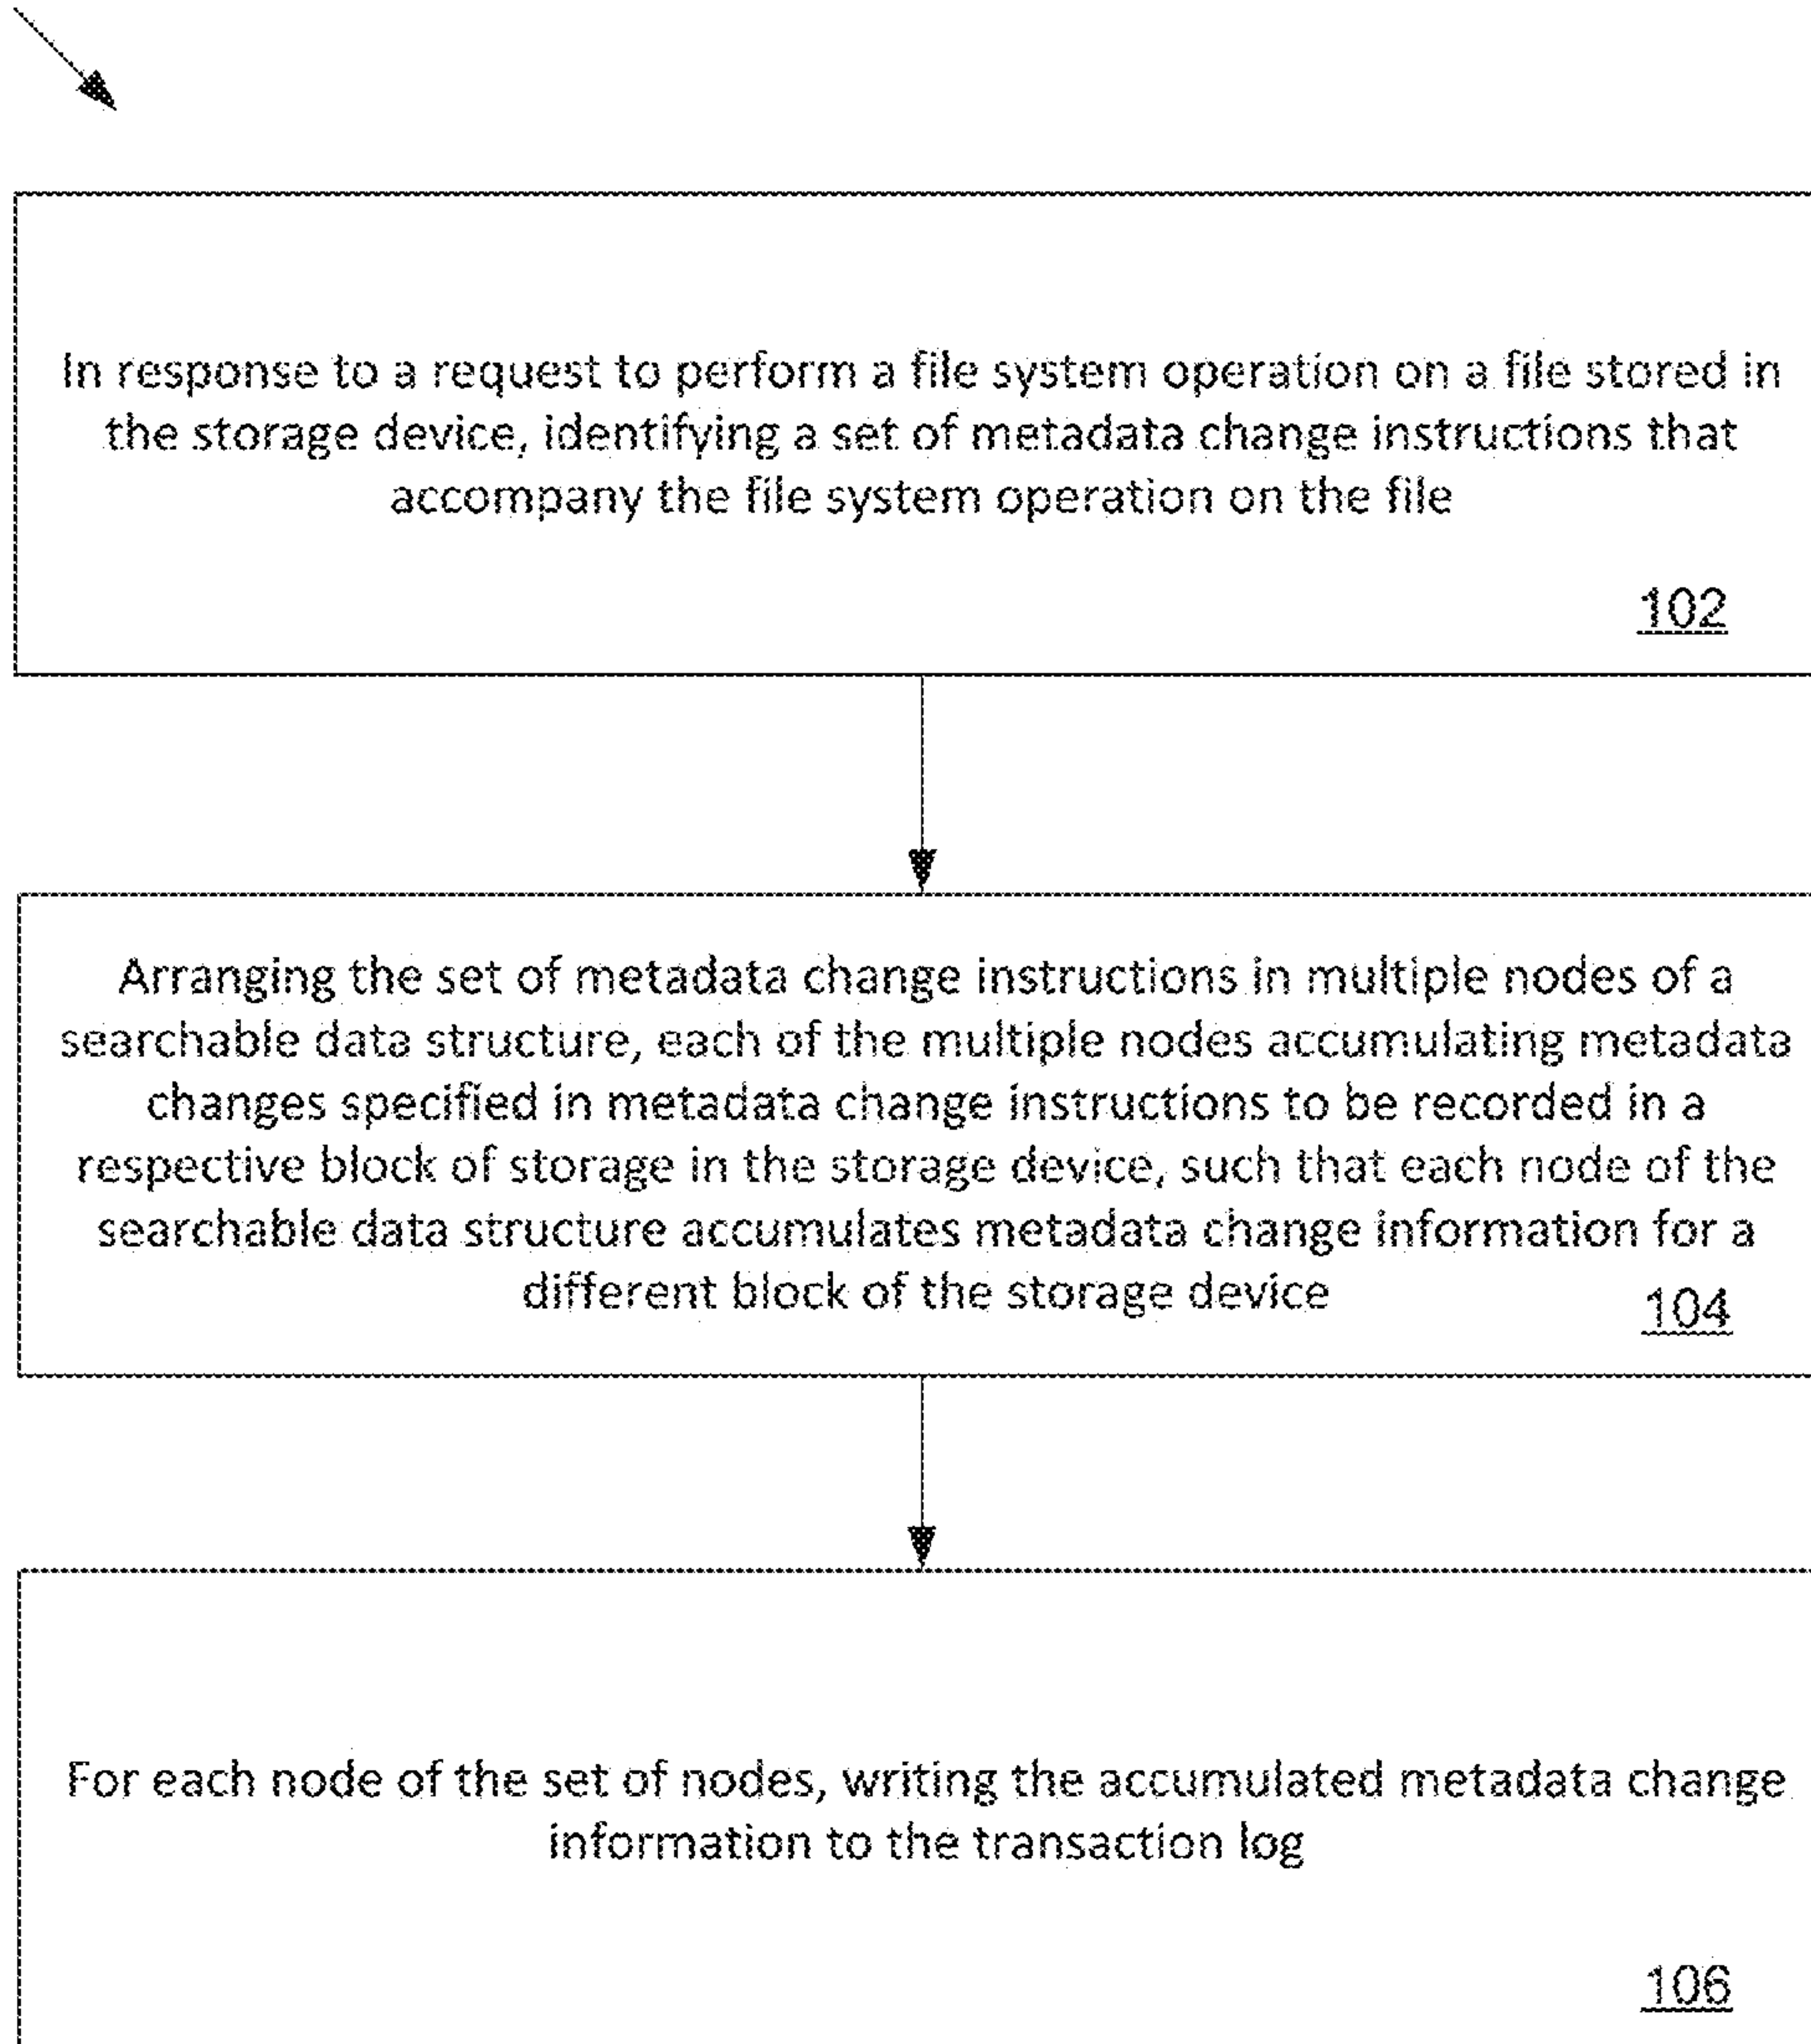 In response to a request to perform a file system operation on a file stored in
the storage device, identifying a set of metadata change instructions that
accompany the file system operation on the file
102
Arranging the set of metadata change instructions in multiple nodes of a
searchable data structure, each of the multiple nodes accumulating metadata
changes specified in metadata change instructions to be recorded in a
respective block of storage in the storage device, such that each node of the
searchable data structure accumulates metadata change information for a
different block of the storage device
104
For each node of the set of nodes, writing the accumulated metadata change
information to the transaction log
106